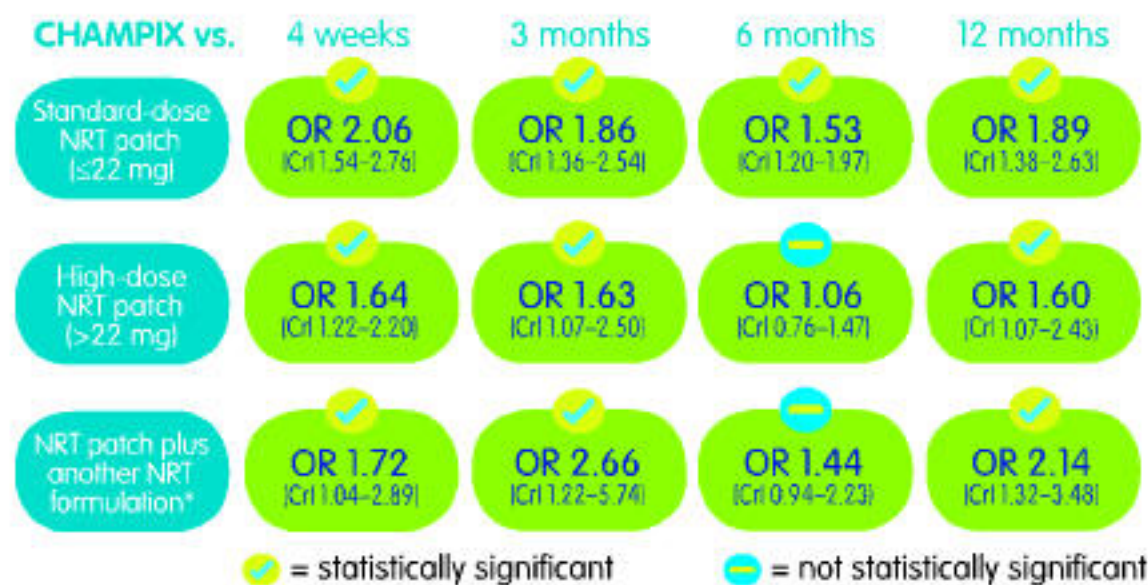 CHAMPIX vs. 4 weeks 3 months 6 months 12 months
Standard-dose
NRT patch
(≤22 mg)
OR 2.06
(CrI 1.54–2.76)
OR 1.86
(CrI 1.36–2.54)
OR 1.53
(CrI 1.20–1.97)
OR 1.89
(CrI 1.38–2.63)
High-dose
NRT patch
(>22 mg)
OR 1.64
(CrI 1.22–2.20)
OR 1.63
(CrI 1.07–2.50)
OR 1.06
(CrI 0.76–1.47)
OR 1.60
(CrI 1.07–2.43)
NRT patch plus
another NRT
formulation*
OR 1.72
(CrI 1.04–2.89)
OR 2.66
(CrI 1.22–5.74)
OR 1.44
(CrI 0.94–2.23)
OR 2.14
(CrI 1.32–3.48)
= statistically significant
= not statistically significant